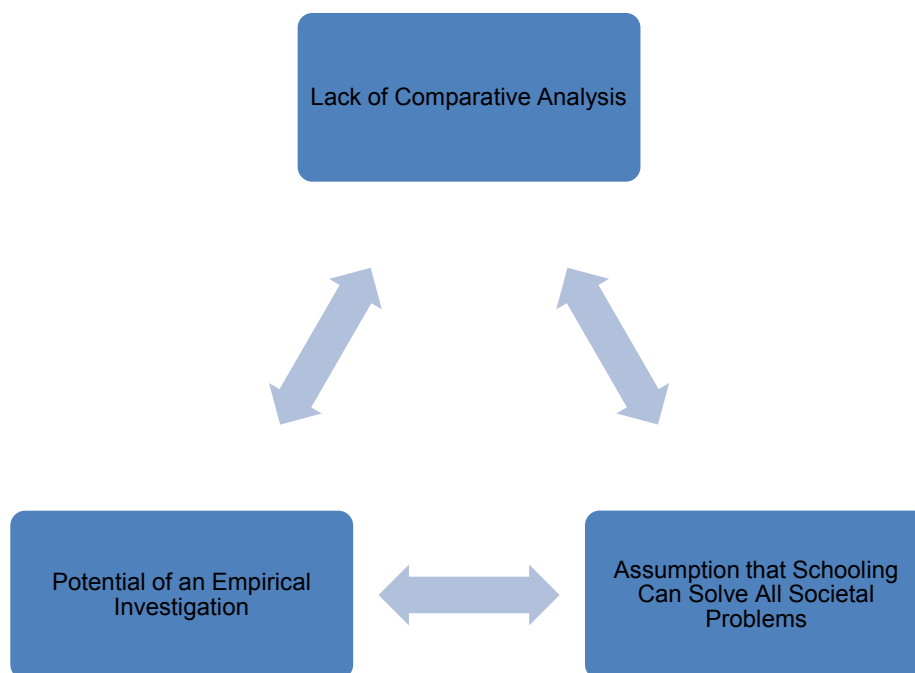 Lack of Comparative Analysis
Potential of an Empirical
Investigation
Assumption that Schooling
Can Solve All Societal
Problems